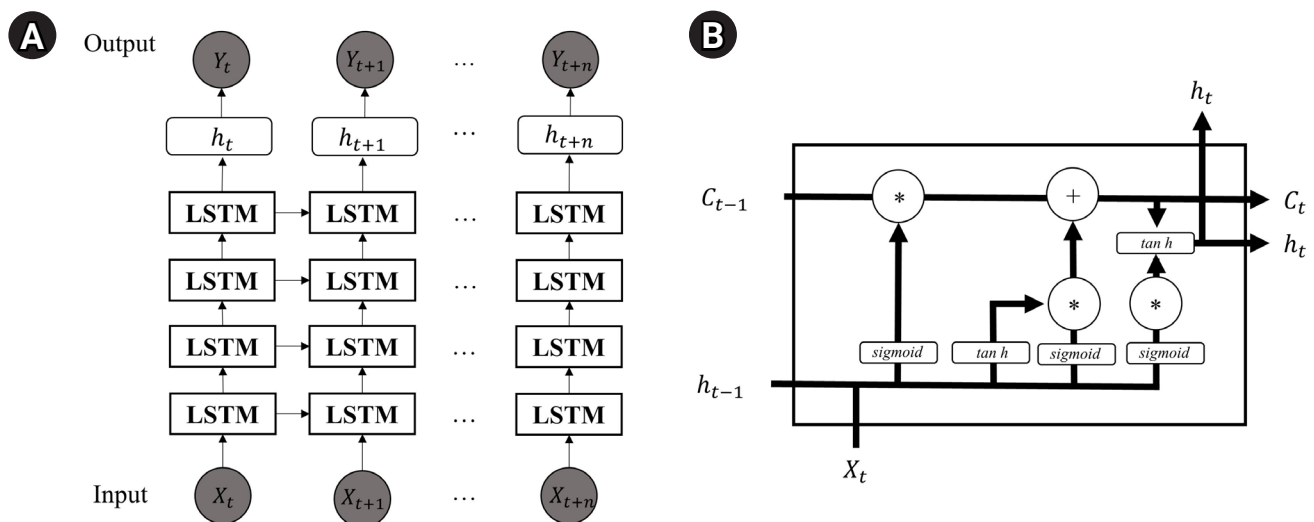 A
Output
Y_t Y_{t+1} ... Y_{t+n}
h_t h_{t+1} ... h_{t+n}
LSTM LSTM ... LSTM
LSTM LSTM ... LSTM
LSTM LSTM ... LSTM
LSTM LSTM ... LSTM
Input
X_t X_{t+1} ... X_{t+n}
B
h_t
C_{t-1} * + C_t
tan h h_t
* *
sigmoid tan h sigmoid sigmoid
h_{t-1}
X_t